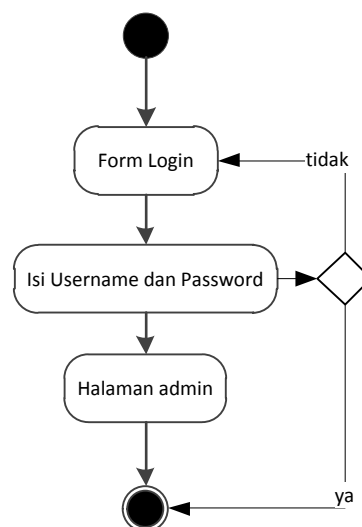 Form Login
tidak
Isi Username dan Password
Halaman admin
ya